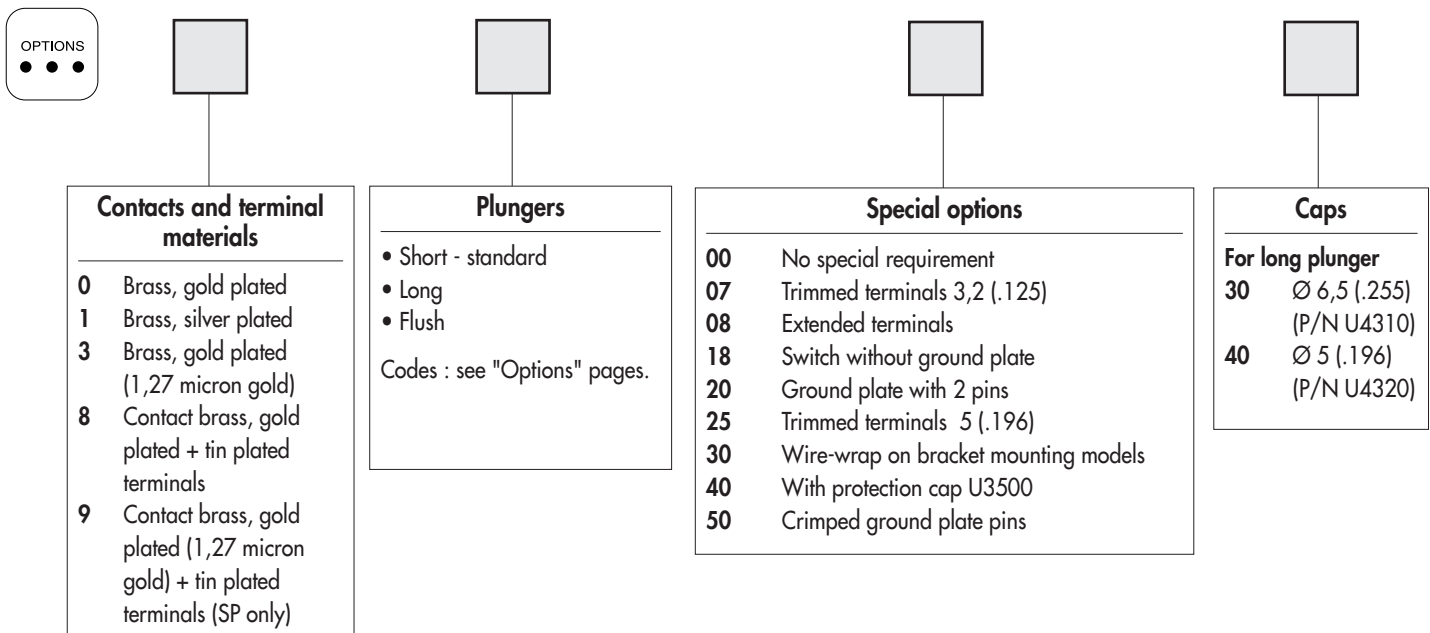 OPTIONS
Contacts and terminal
materials
0 Brass, gold plated
1 Brass, silver plated
3 Brass, gold plated
(1,27 micron gold)
8 Contact brass, gold
plated + tin plated
terminals
9 Contact brass, gold
plated (1,27 micron
gold) + tin plated
terminals (SP only)
Plungers
• Short - standard
• Long
• Flush
Codes : see "Options" pages.
Special options
00 No special requirement
07 Trimmed terminals 3,2 (.125)
08 Extended terminals
18 Switch without ground plate
20 Ground plate with 2 pins
25 Trimmed terminals 5 (.196)
30 Wire-wrap on bracket mounting models
40 With protection cap U3500
50 Crimped ground plate pins
Caps
For long plunger
30 Ø 6,5 (.255)
(P/N U4310)
40 Ø 5 (.196)
(P/N U4320)